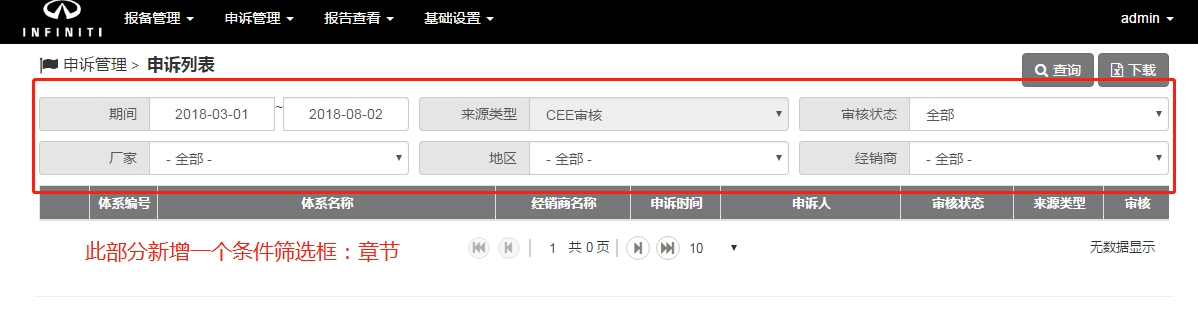 INFINITI 报备管理 申诉管理 报告查看 基础设置 admin
申诉管理 > 申诉列表 查询 下载
期间 2018-03-01 ~ 2018-08-02 来源类型 CEE审核 审核状态 全部
厂家 - 全部 - 地区 - 全部 - 经销商 - 全部 -
体系编号 体系名称 经销商名称 申诉时间 申诉人 审核状态 来源类型 审核
此部分新增一个条件筛选框：章节 1 共 0 页 10 无数据显示